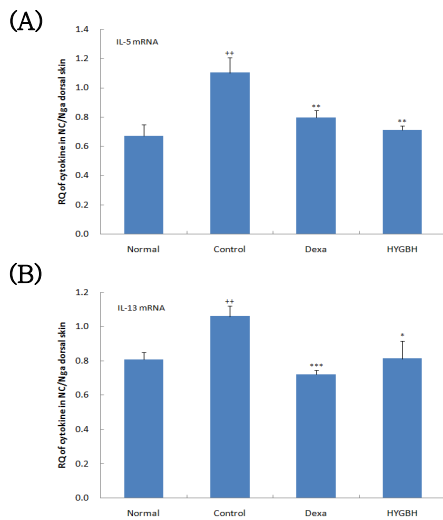 (A)
1.4
IL-5 mRNA
1.2
1.0
0.8
0.6
0.4
0.2
0.0
RQ of cytokine in NC/Nga dorsal skin
++
**
**
Normal Control Dexa HYGBH
(B)
1.2
IL-13 mRNA
1.0
0.8
0.6
0.4
0.2
0.0
RQ of cytokine in NC/Nga dorsal skin
++
***
*
Normal Control Dexa HYGBH